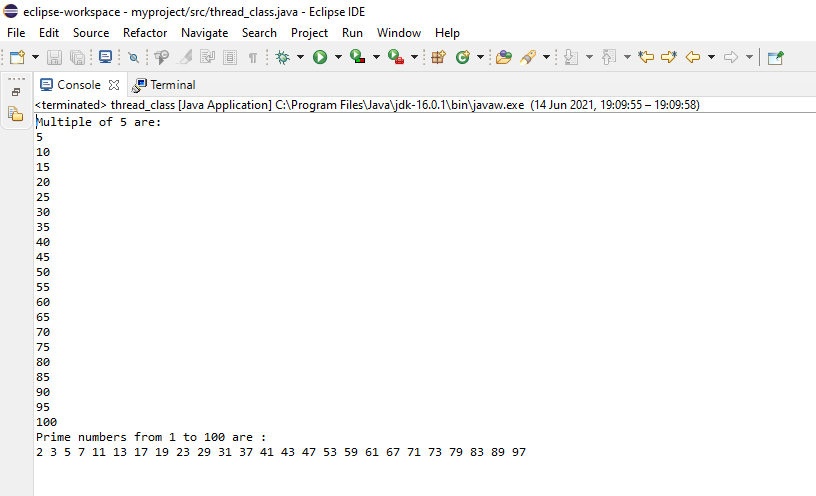 eclipse-workspace - myproject/src/thread_class.java - Eclipse IDE
File Edit Source Refactor Navigate Search Project Run Window Help
Console Terminal
<terminated> thread_class [Java Application] C:\Program Files\Java\jdk-16.0.1\bin\javaw.exe (14 Jun 2021, 19:09:55 – 19:09:58)
Multiple of 5 are:
5
10
15
20
25
30
35
40
45
50
55
60
65
70
75
80
85
90
95
100
Prime numbers from 1 to 100 are :
2 3 5 7 11 13 17 19 23 29 31 37 41 43 47 53 59 61 67 71 73 79 83 89 97